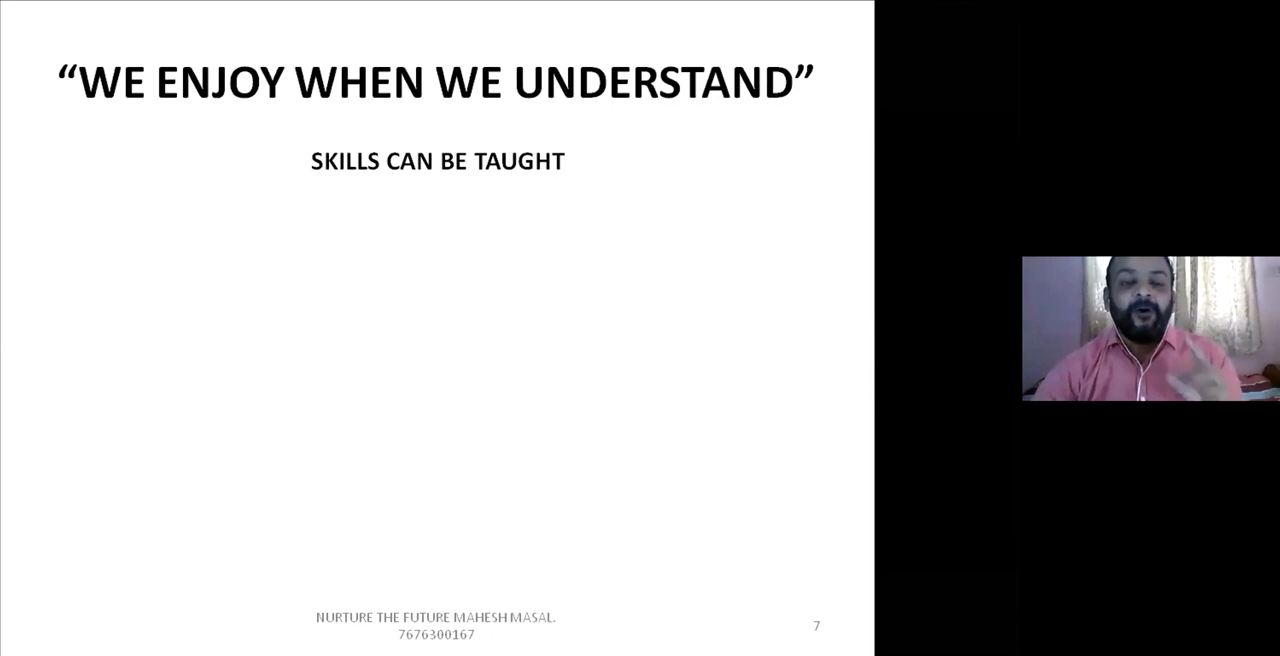 “WE ENJOY WHEN WE UNDERSTAND”
SKILLS CAN BE TAUGHT
NURTURE THE FUTURE MAHESH MASAL.
7676300167
7